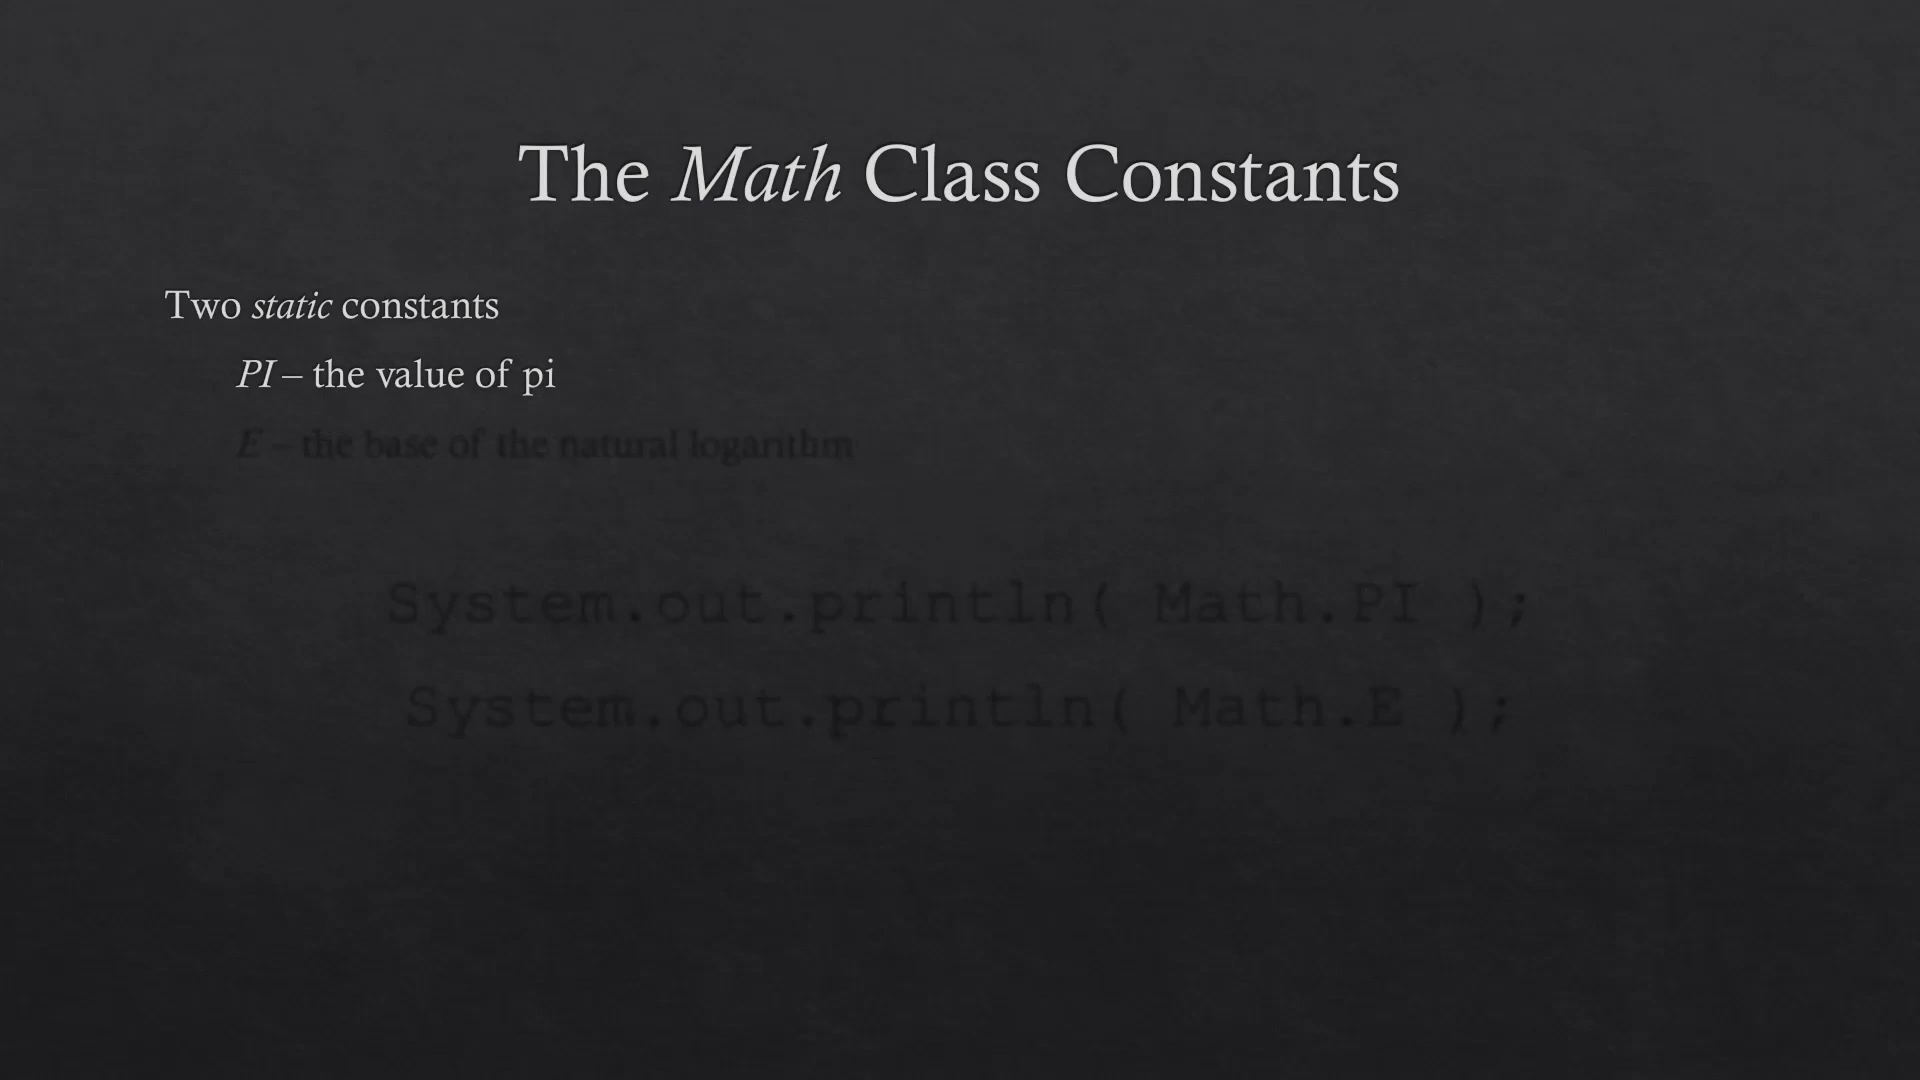 The Math Class Constants
Two static constants
PI – the value of pi
E – the base of the natural logarithm
System.out.println( Math.PI );
System.out.println( Math.E );